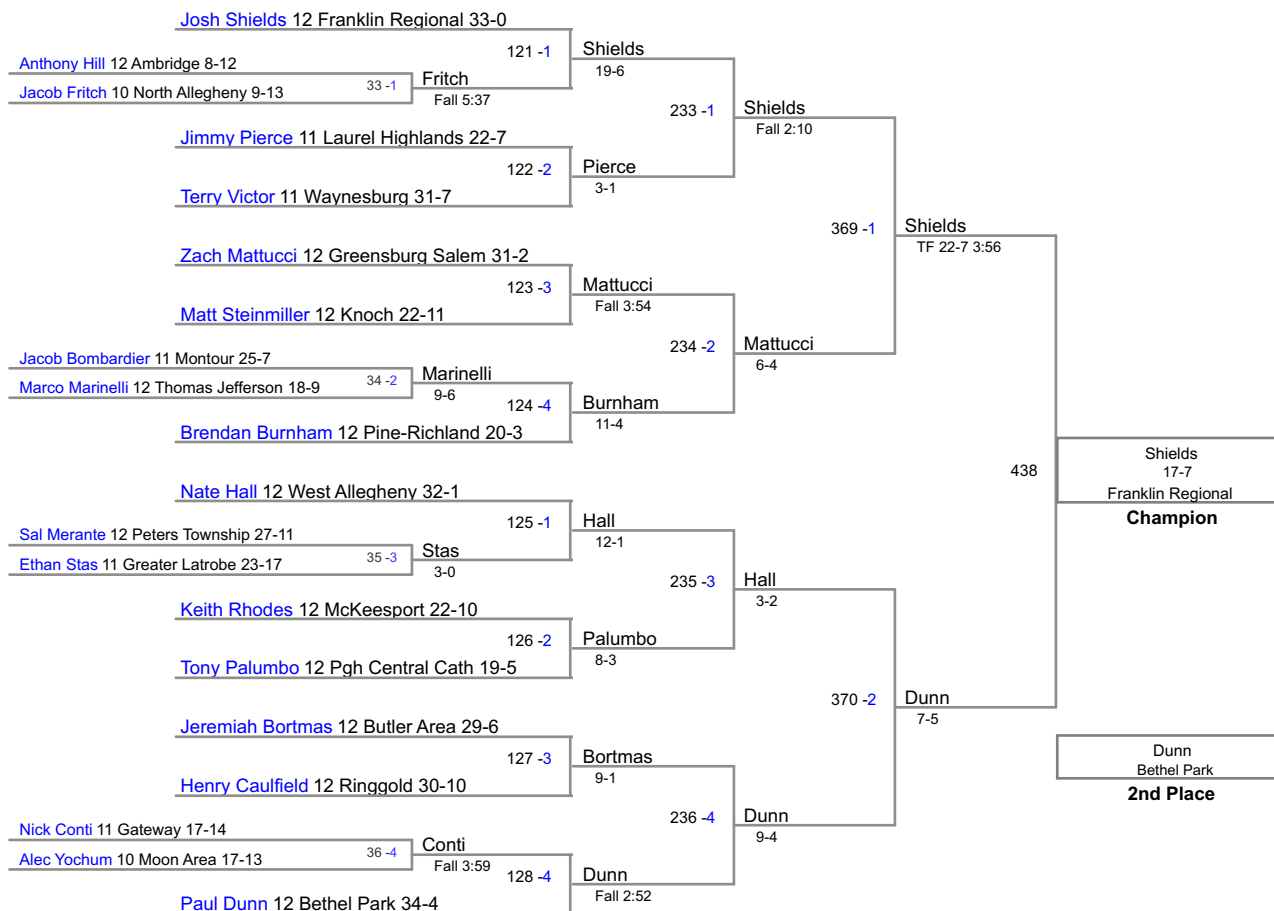 Josh Shields 12 Franklin Regional 33-0
121 -1
Shields
19-6
Anthony Hill 12 Ambridge 8-12
33 -1
Fritch
Fall 5:37
Jacob Fritch 10 North Allegheny 9-13
233 -1
Shields
Fall 2:10
Jimmy Pierce 11 Laurel Highlands 22-7
122 -2
Pierce
3-1
Terry Victor 11 Waynesburg 31-7
369 -1
Shields
TF 22-7 3:56
Zach Mattucci 12 Greensburg Salem 31-2
123 -3
Mattucci
Fall 3:54
Matt Steinmiller 12 Knoch 22-11
234 -2
Mattucci
6-4
Jacob Bombardier 11 Montour 25-7
34 -2
Marinelli
9-6
Marco Marinelli 12 Thomas Jefferson 18-9
124 -4
Burnham
11-4
Brendan Burnham 12 Pine-Richland 20-3
438
Shields
17-7
Franklin Regional
Champion
Nate Hall 12 West Allegheny 32-1
125 -1
Hall
12-1
Sal Merante 12 Peters Township 27-11
35 -3
Stas
3-0
Ethan Stas 11 Greater Latrobe 23-17
235 -3
Hall
3-2
Keith Rhodes 12 McKeesport 22-10
126 -2
Palumbo
8-3
Tony Palumbo 12 Pgh Central Cath 19-5
370 -2
Dunn
7-5
Jeremiah Bortmas 12 Butler Area 29-6
127 -3
Bortmas
9-1
Henry Caulfield 12 Ringgold 30-10
Dunn
Bethel Park
2nd Place
236 -4
Dunn
9-4
Nick Conti 11 Gateway 17-14
36 -4
Conti
Fall 3:59
Alec Yochum 10 Moon Area 17-13
128 -4
Dunn
Fall 2:52
Paul Dunn 12 Bethel Park 34-4